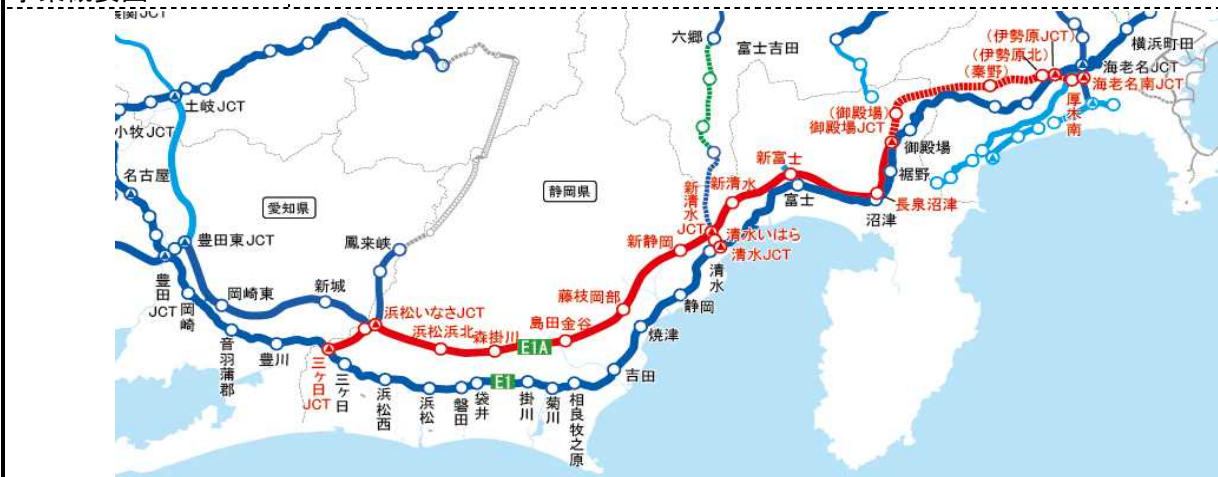 六郷
富士吉田
(伊勢原JCT)
(伊勢原北)
(秦野)
横浜町田
海老名JCT
海老名南JCT
厚木南
(御殿場)
御殿場JCT
御殿場
裾野
長泉沼津
沼津
土岐JCT
小牧JCT
名古屋
愛知県
静岡県
豊田東JCT
鳳来峡
新富士
富士
新清水
新清水JCT
清水いはら
清水JCT
清水
新静岡
静岡
藤枝岡部
焼津
島田金谷
吉田
豊田JCT
岡崎
岡崎東
新城
浜松いなさJCT
浜松浜北
森掛川
E1A
音羽蒲郡
豊川
三ヶ日JCT
三ヶ日
浜松西
浜松
磐田
袋井
E1
掛川
菊川
相良牧之原